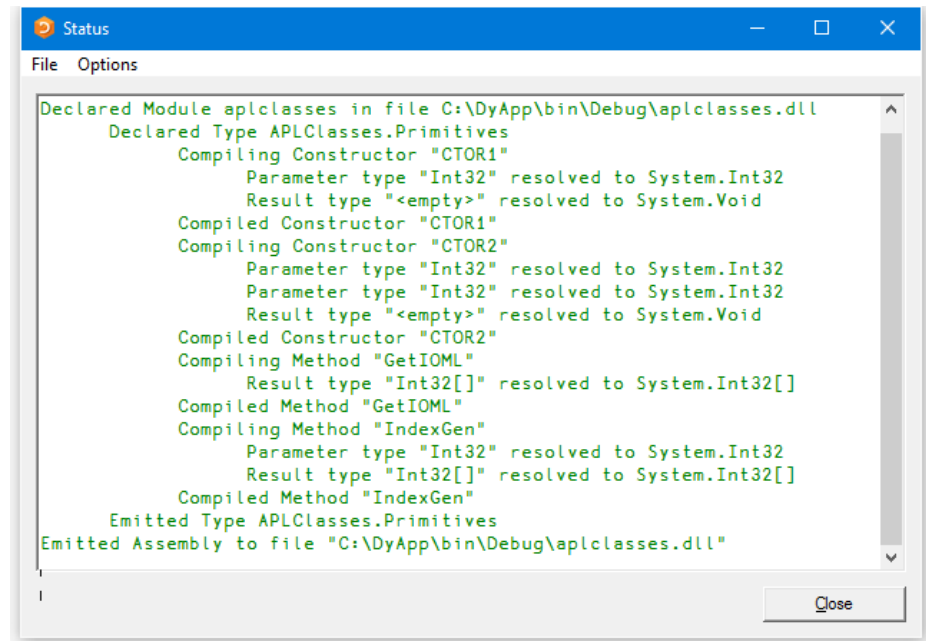 Status
File Options
Declared Module aplclasses in file C:\DyApp\bin\Debug\aplclasses.dll
Declared Type APLClasses.Primitives
Compiling Constructor "CTOR1"
Parameter type "Int32" resolved to System.Int32
Result type "<empty>" resolved to System.Void
Compiled Constructor "CTOR1"
Compiling Constructor "CTOR2"
Parameter type "Int32" resolved to System.Int32
Parameter type "Int32" resolved to System.Int32
Result type "<empty>" resolved to System.Void
Compiled Constructor "CTOR2"
Compiling Method "GetIOML"
Result type "Int32[]" resolved to System.Int32[]
Compiled Method "GetIOML"
Compiling Method "IndexGen"
Parameter type "Int32" resolved to System.Int32
Result type "Int32[]" resolved to System.Int32[]
Compiled Method "IndexGen"
Emitted Type APLClasses.Primitives
Emitted Assembly to file "C:\DyApp\bin\Debug\aplclasses.dll"
Close